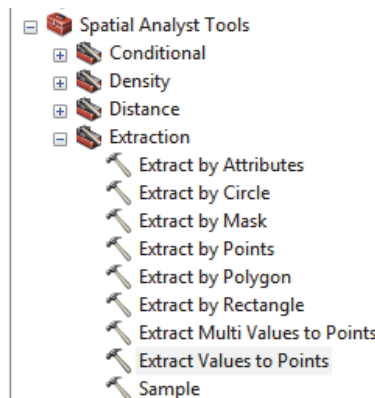 Spatial Analyst Tools
Conditional
Density
Distance
Extraction
Extract by Attributes
Extract by Circle
Extract by Mask
Extract by Points
Extract by Polygon
Extract by Rectangle
Extract Multi Values to Points
Extract Values to Points
Sample